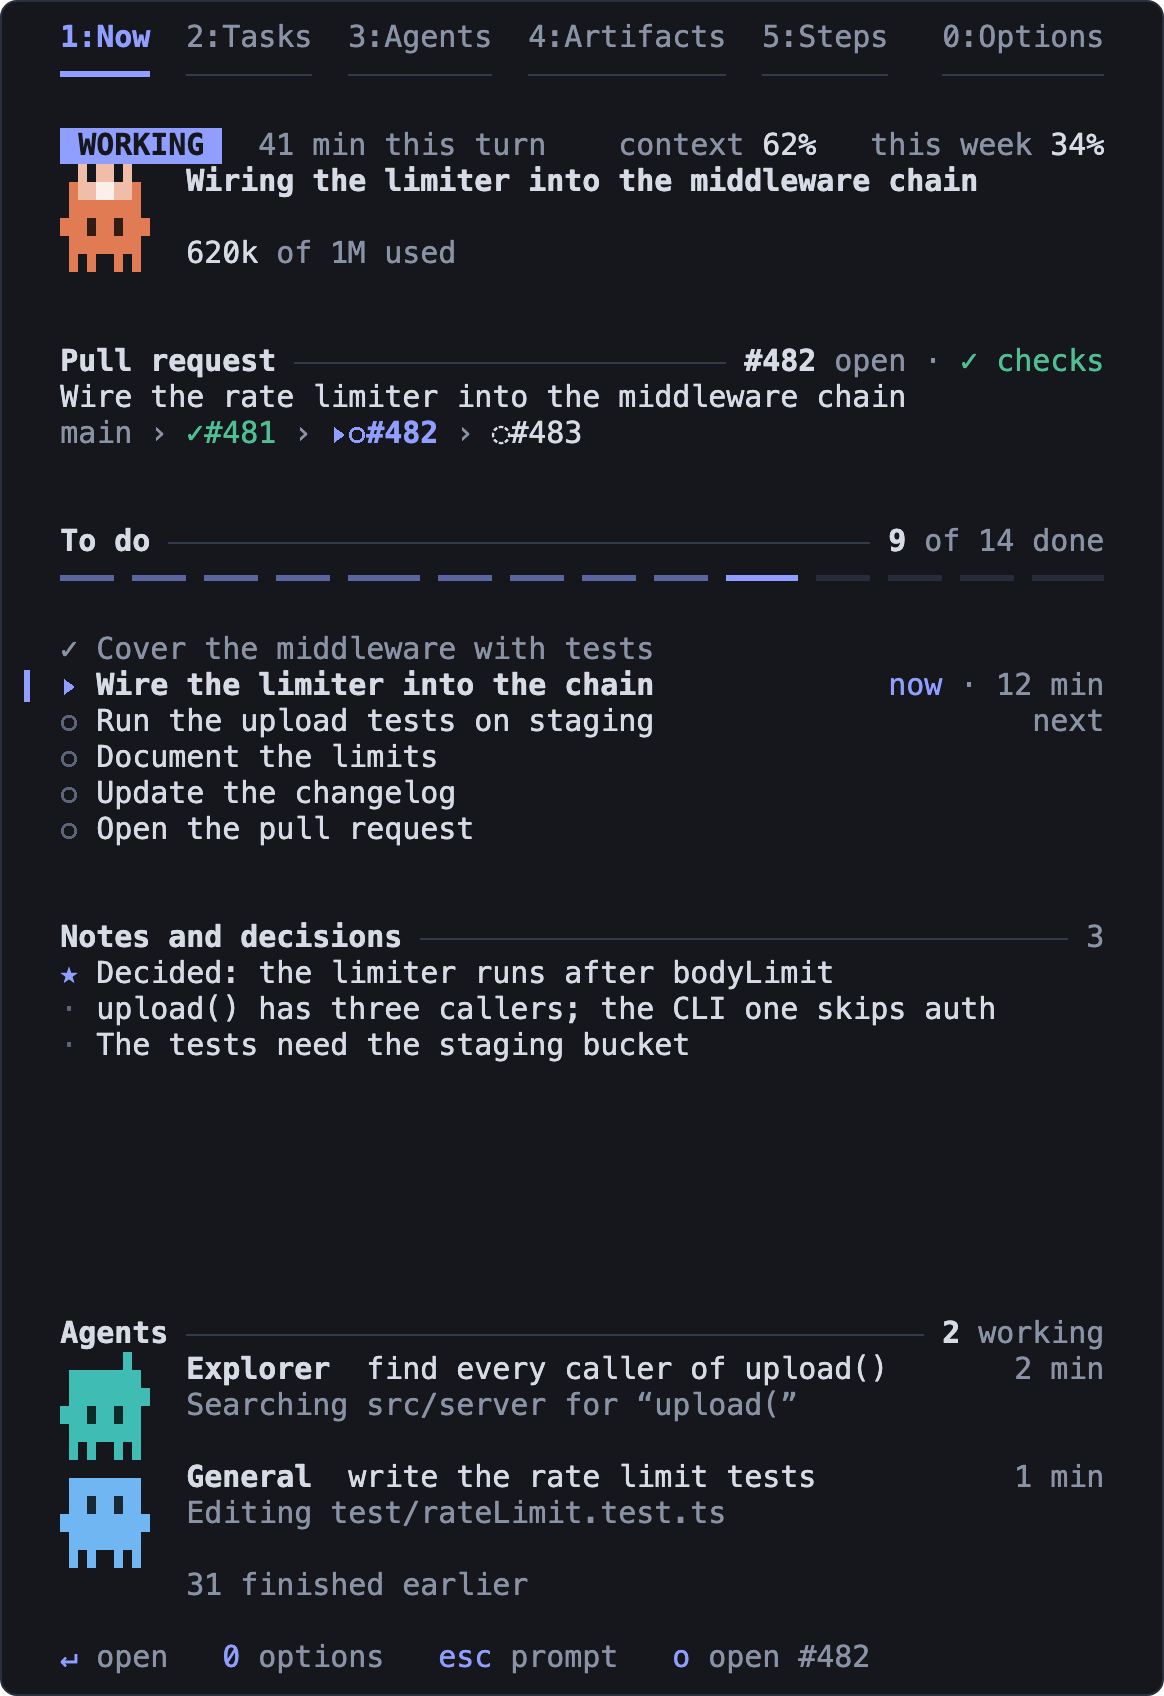 1:Now 2:Tasks 3:Agents 4:Artifacts 5:Steps 0:Options
WORKING 41 min this turn context 62% this week 34%
Wiring the limiter into the middleware chain
620k of 1M used
Pull request #482 open · ✓ checks
Wire the rate limiter into the middleware chain
main › ✓#481 › ▶○#482 › ◌#483
To do 9 of 14 done
✓ Cover the middleware with tests
▶ Wire the limiter into the chain now · 12 min
○ Run the upload tests on staging next
○ Document the limits
○ Update the changelog
○ Open the pull request
Notes and decisions 3
★ Decided: the limiter runs after bodyLimit
· upload() has three callers; the CLI one skips auth
· The tests need the staging bucket
Agents 2 working
Explorer find every caller of upload() 2 min
Searching src/server for “upload(”
General write the rate limit tests 1 min
Editing test/rateLimit.test.ts
31 finished earlier
↵ open 0 options esc prompt o open #482